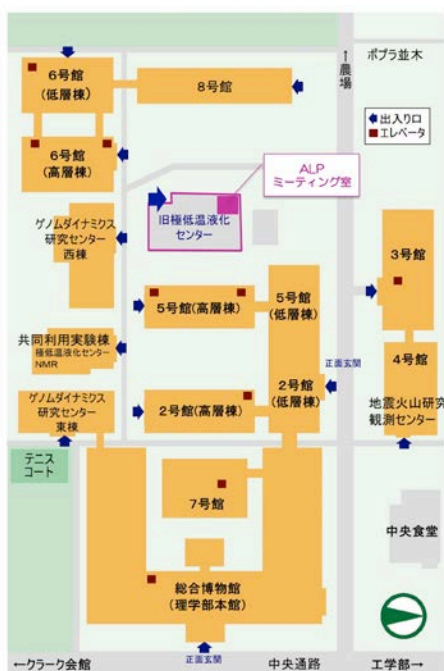 ↑農場
ポプラ並木
6号館
(低層棟)
8号館
出入り口
エレベータ
6号館
(高層棟)
ALP
ミーティング室
旧極低温液化
センター
ゲノムダイナミクス
研究センター
西棟
3号館
5号館
(低層棟)
5号館(高層棟)
共同利用実験棟
極低温液化センター
NMR
正面玄関
4号館
2号館
(低層棟)
2号館(高層棟)
地震火山研究
観測センター
ゲノムダイナミクス
研究センター
東棟
テニス
コート
7号館
中央食堂
総合博物館
(理学部本館)
←クラーク会館
正面玄関
中央通路
工学部→